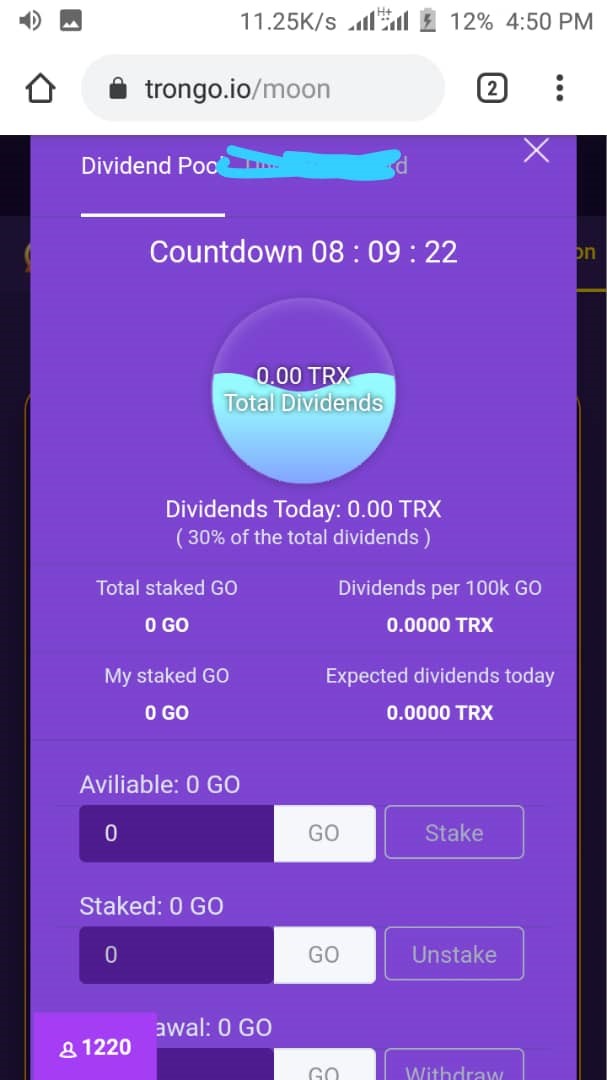 11.25K/s H+ 12% 4:50 PM
trongo.io/moon 2
Dividend Poo
Countdown 08 : 09 : 22
0.00 TRX
Total Dividends
Dividends Today: 0.00 TRX
( 30% of the total dividends )
Total staked GO Dividends per 100k GO
0 GO 0.0000 TRX
My staked GO Expected dividends today
0 GO 0.0000 TRX
Aviliable: 0 GO
0 GO Stake
Staked: 0 GO
0 GO Unstake
awal: 0 GO
1220
GO Withdraw